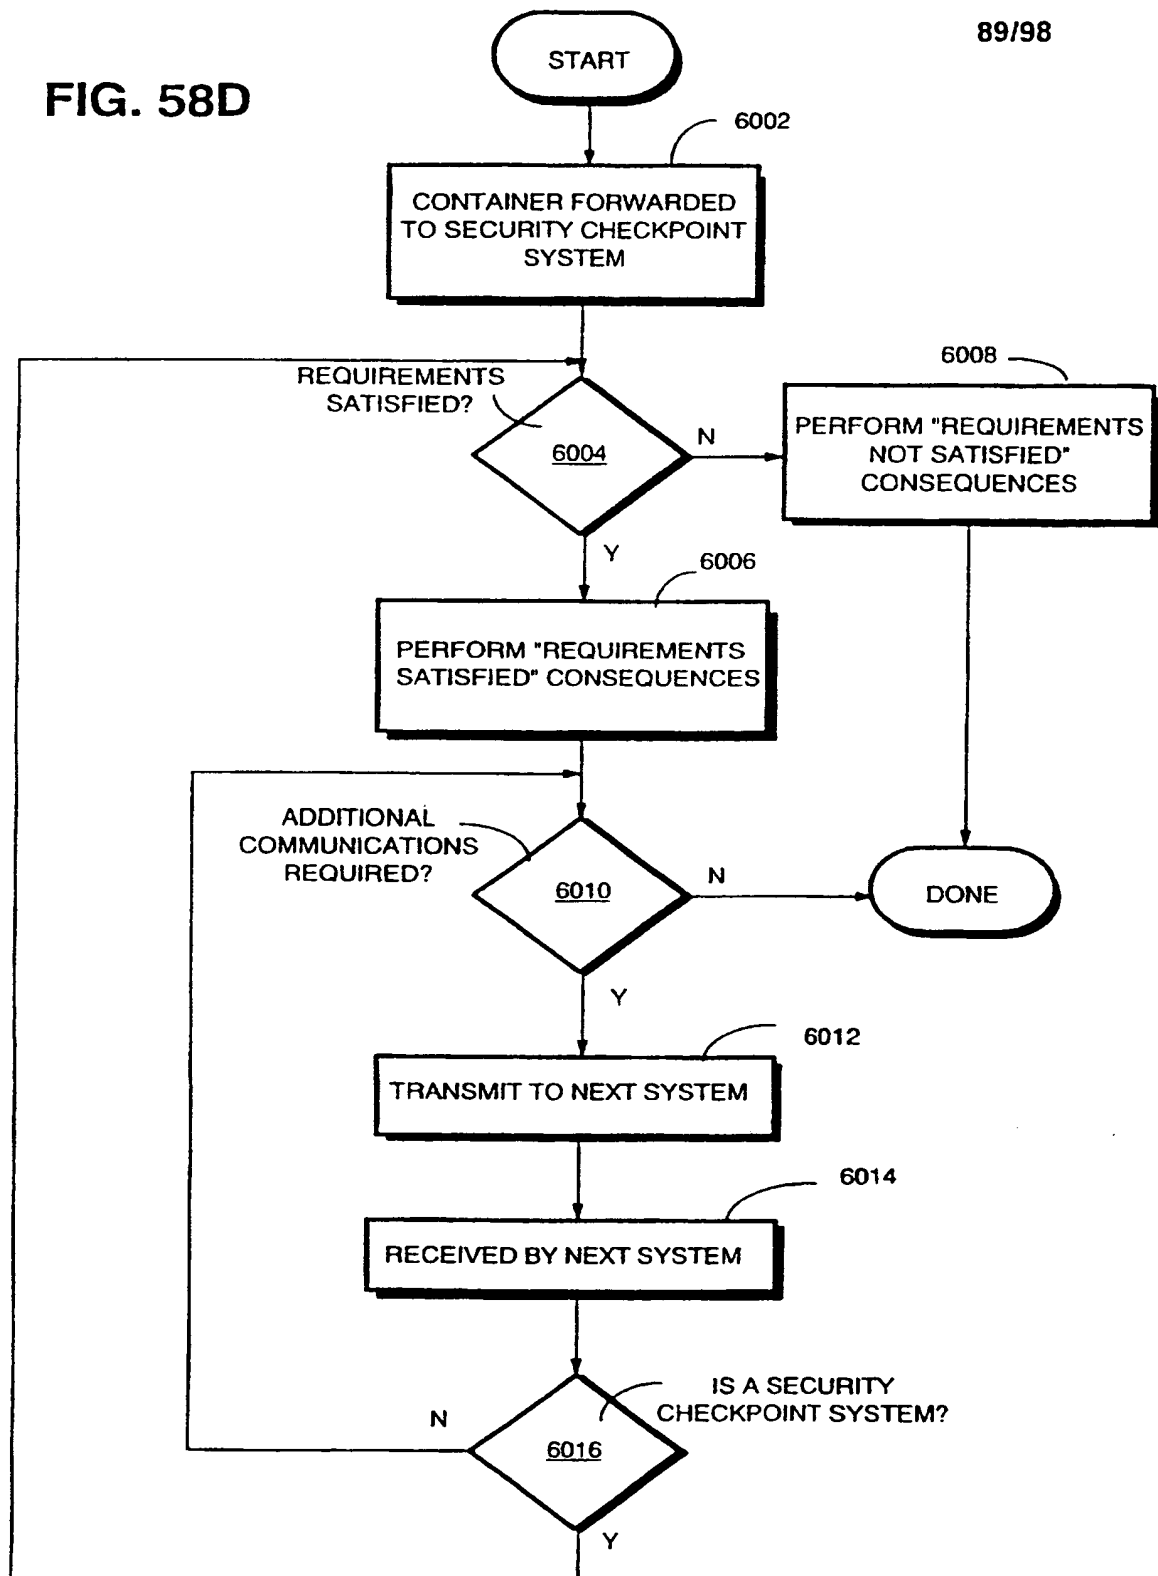 89/98
START
FIG. 58D
6002
CONTAINER FORWARDED
TO SECURITY CHECKPOINT
SYSTEM
REQUIREMENTS
SATISFIED?
6004
N
6008
PERFORM "REQUIREMENTS
NOT SATISFIED"
CONSEQUENCES
Y
6006
PERFORM "REQUIREMENTS
SATISFIED" CONSEQUENCES
ADDITIONAL
COMMUNICATIONS
REQUIRED?
6010
N
DONE
Y
6012
TRANSMIT TO NEXT SYSTEM
6014
RECEIVED BY NEXT SYSTEM
IS A SECURITY
CHECKPOINT SYSTEM?
N
6016
Y